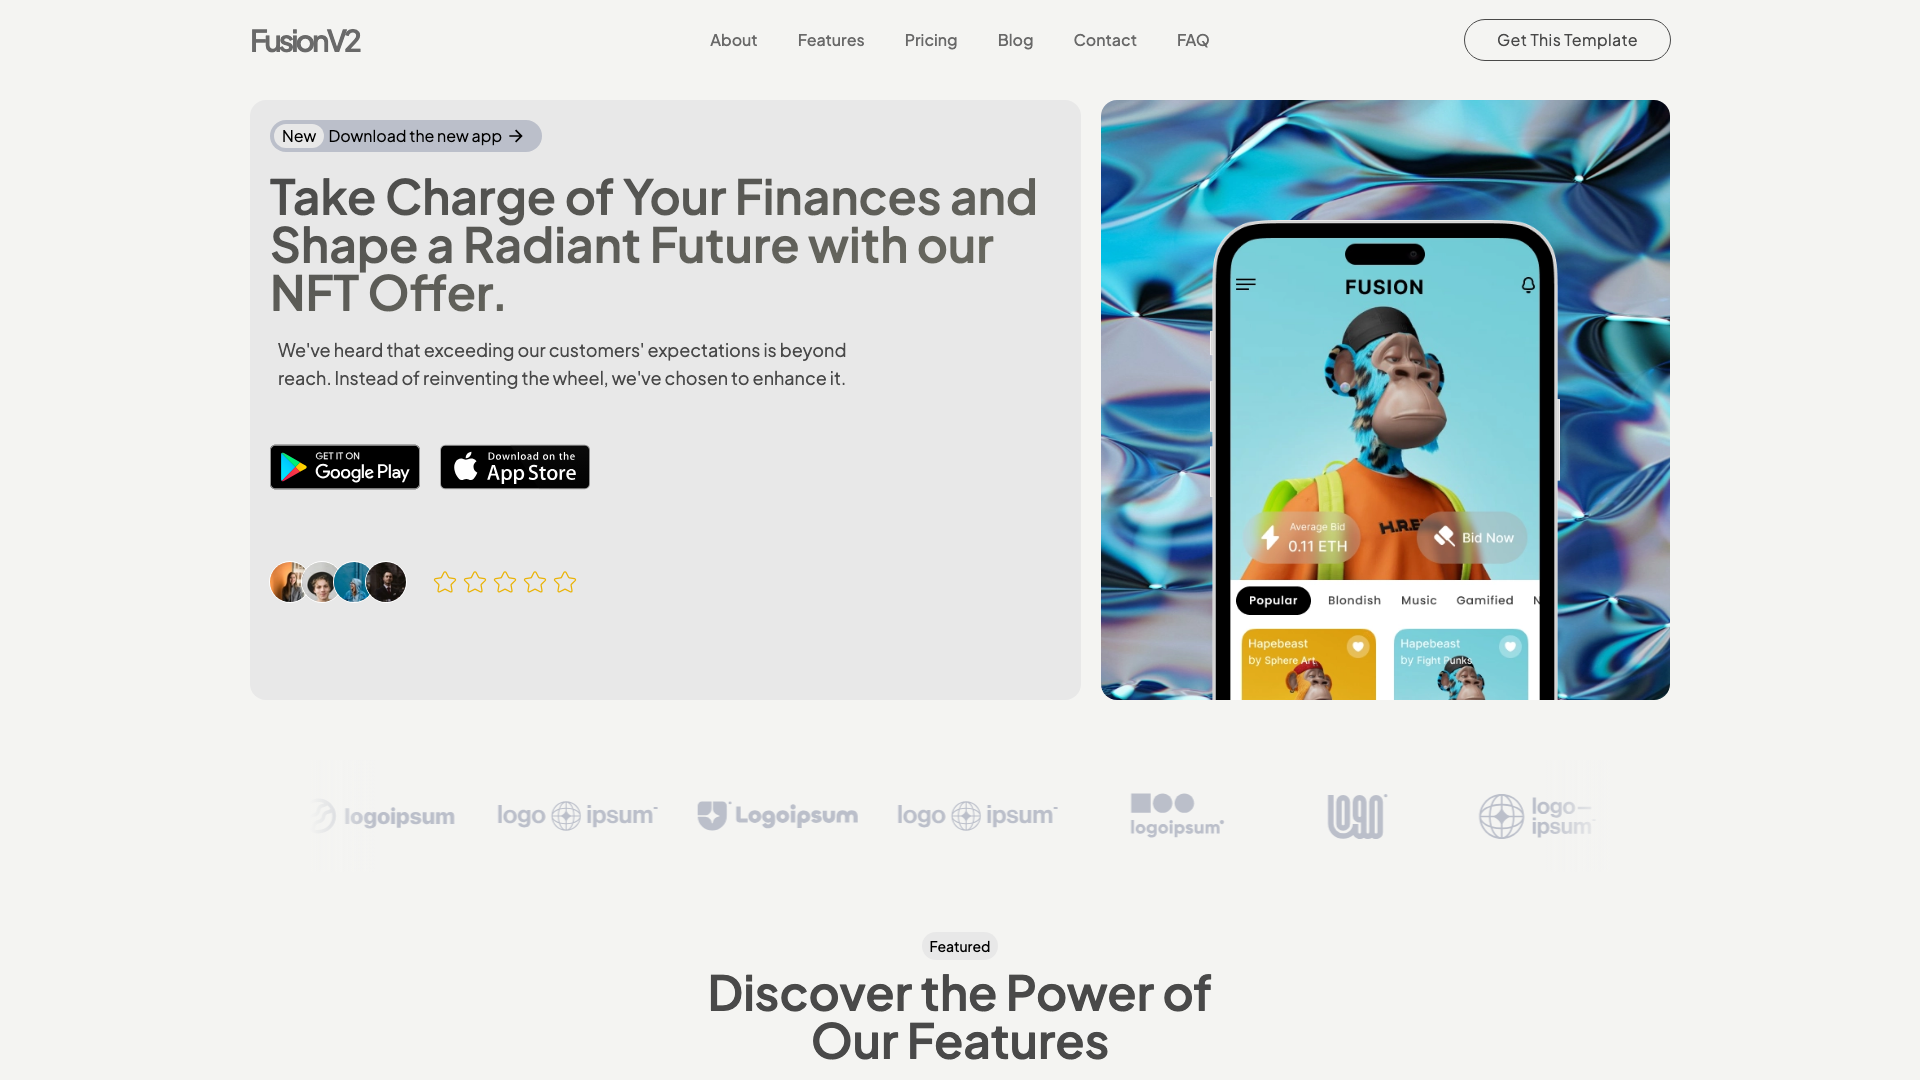 FusionV2
About
Features
Pricing
Blog
Contact
FAQ
Get This Template
New
Download the new app →
Take Charge of Your Finances and
Shape a Radiant Future with our
NFT Offer.
We've heard that exceeding our customers' expectations is beyond
reach. Instead of reinventing the wheel, we've chosen to enhance it.
GET IT ON
Google Play
Download on the
App Store
FUSION
Average Bid
0.11 ETH
Bid Now
Popular
Blondish
Music
Gamified
Hapebeast
by Sphere Art
Hapebeast
by Fight Punks
logoipsum
logo ipsum
Logoipsum
logo ipsum
logoipsum
logo
logo—
ipsum
Featured
Discover the Power of
Our Features